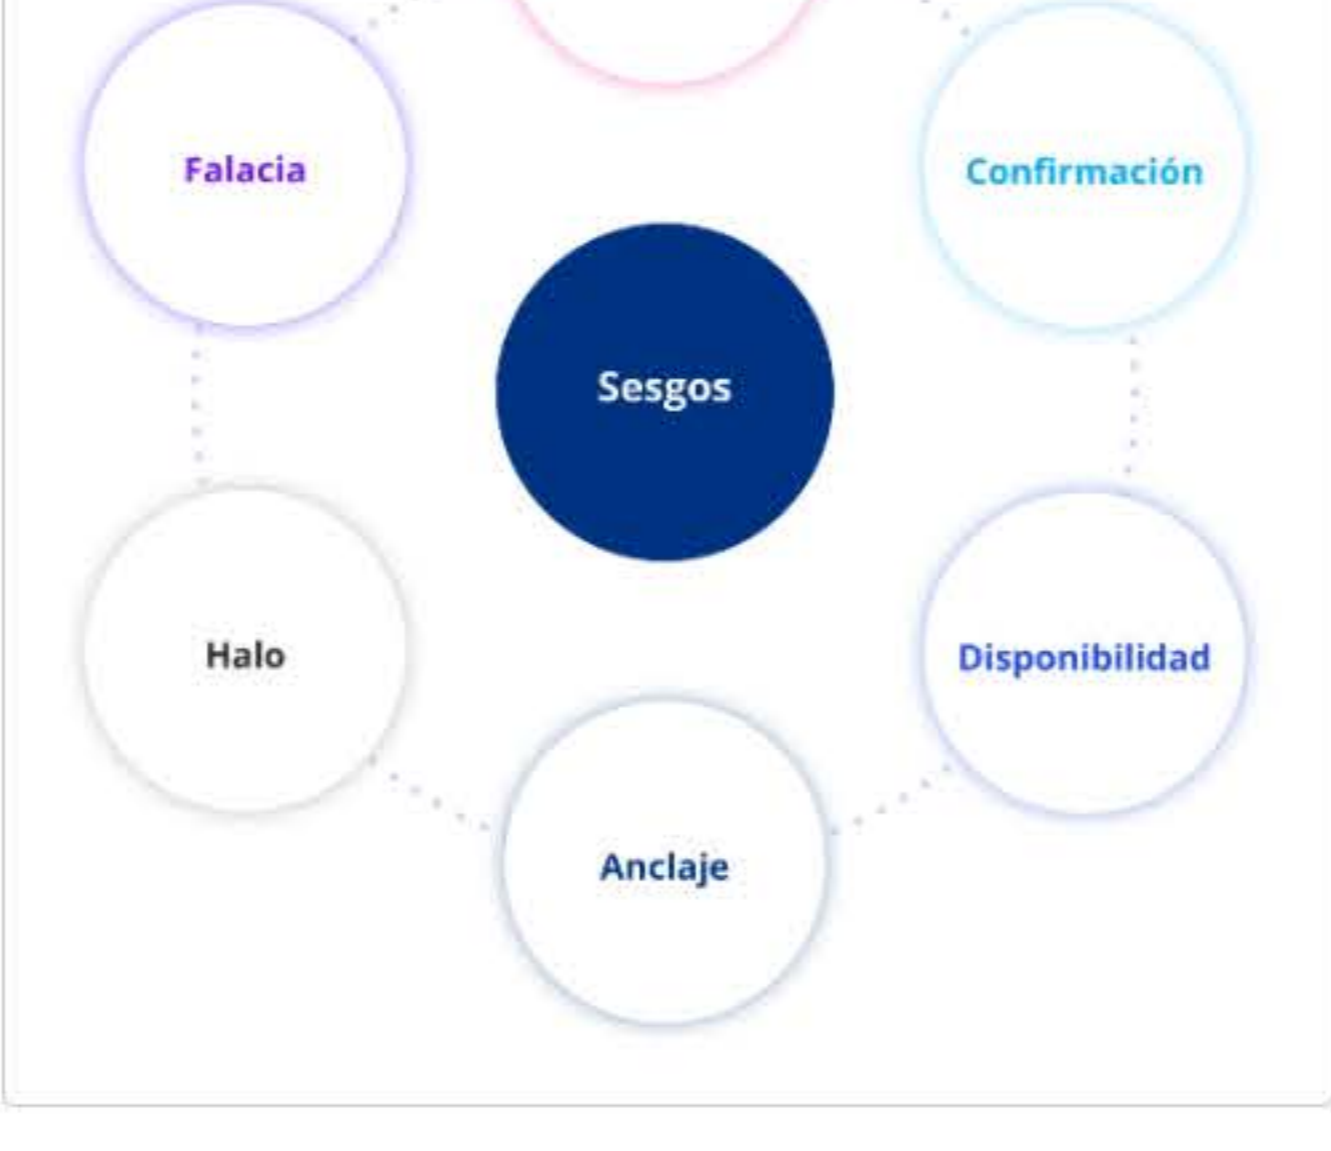 Falacia
Confirmación
Sesgos
Halo
Disponibilidad
Anclaje